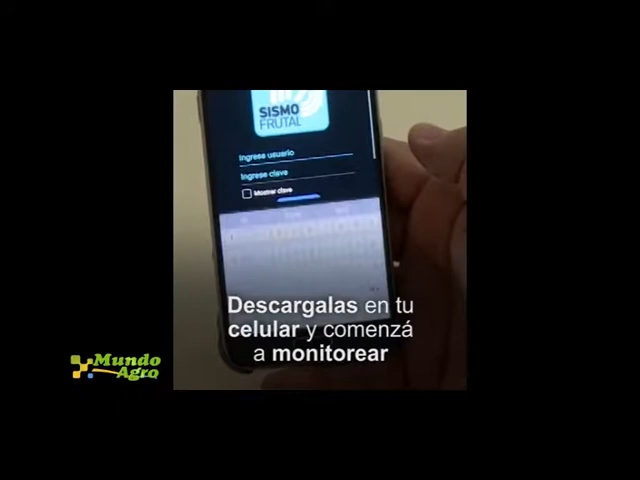 SISMO
FRUTAL
Ingrese usuario
Ingrese clave
Mostrar clave
Descargalas en tu
celular y comenzá
a monitorear
Mundo
Agro